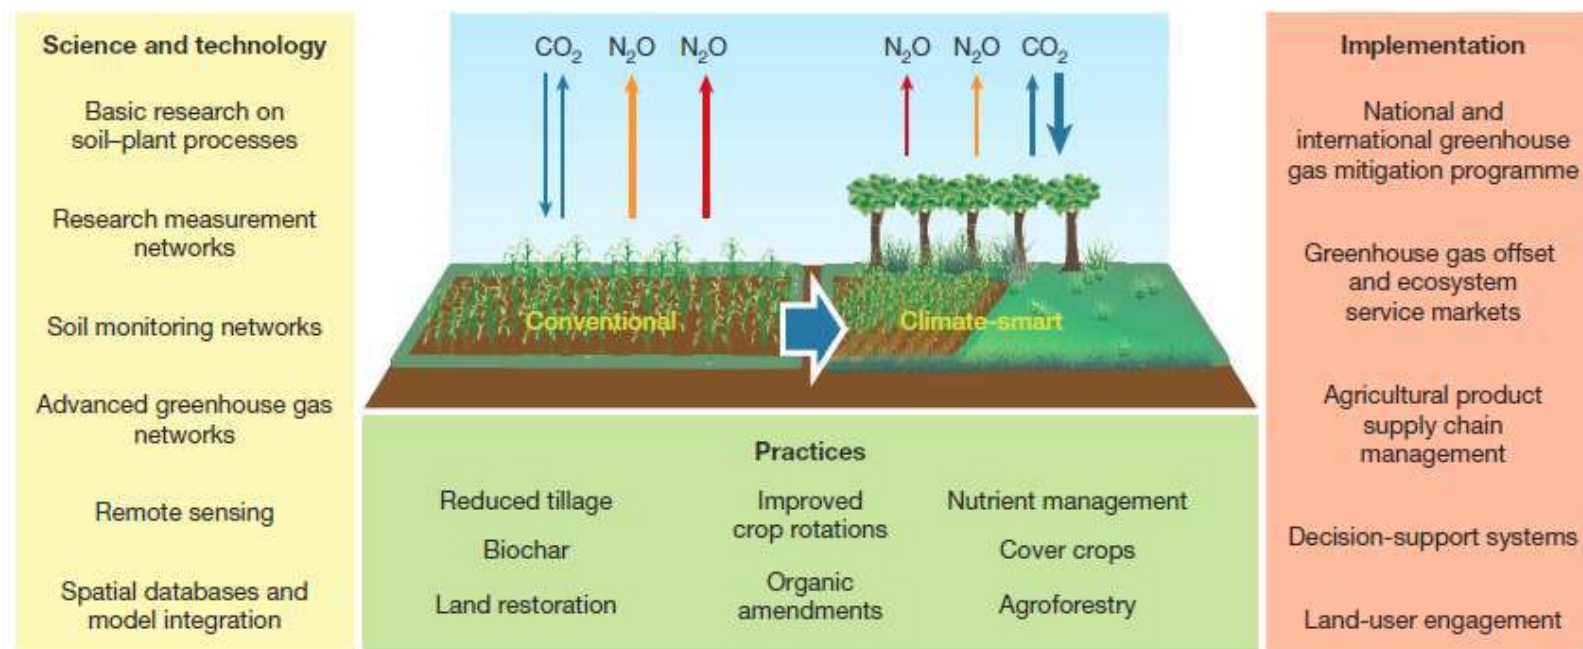 Science and technology
Basic research on
soil–plant processes
Research measurement
networks
Soil monitoring networks
Advanced greenhouse gas
networks
Remote sensing
Spatial databases and
model integration
CO₂ N₂O N₂O
N₂O N₂O CO₂
Conventional
Climate-smart
Practices
Reduced tillage
Biochar
Land restoration
Improved
crop rotations
Organic
amendments
Nutrient management
Cover crops
Agroforestry
Implementation
National and
international greenhouse
gas mitigation programme
Greenhouse gas offset
and ecosystem
service markets
Agricultural product
supply chain
management
Decision-support systems
Land-user engagement